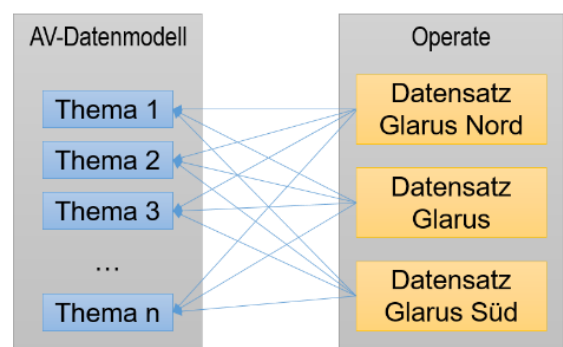 AV-Datenmodell
Thema 1
Thema 2
Thema 3
...
Thema n
Operate
Datensatz
Glarus Nord
Datensatz
Glarus
Datensatz
Glarus Süd